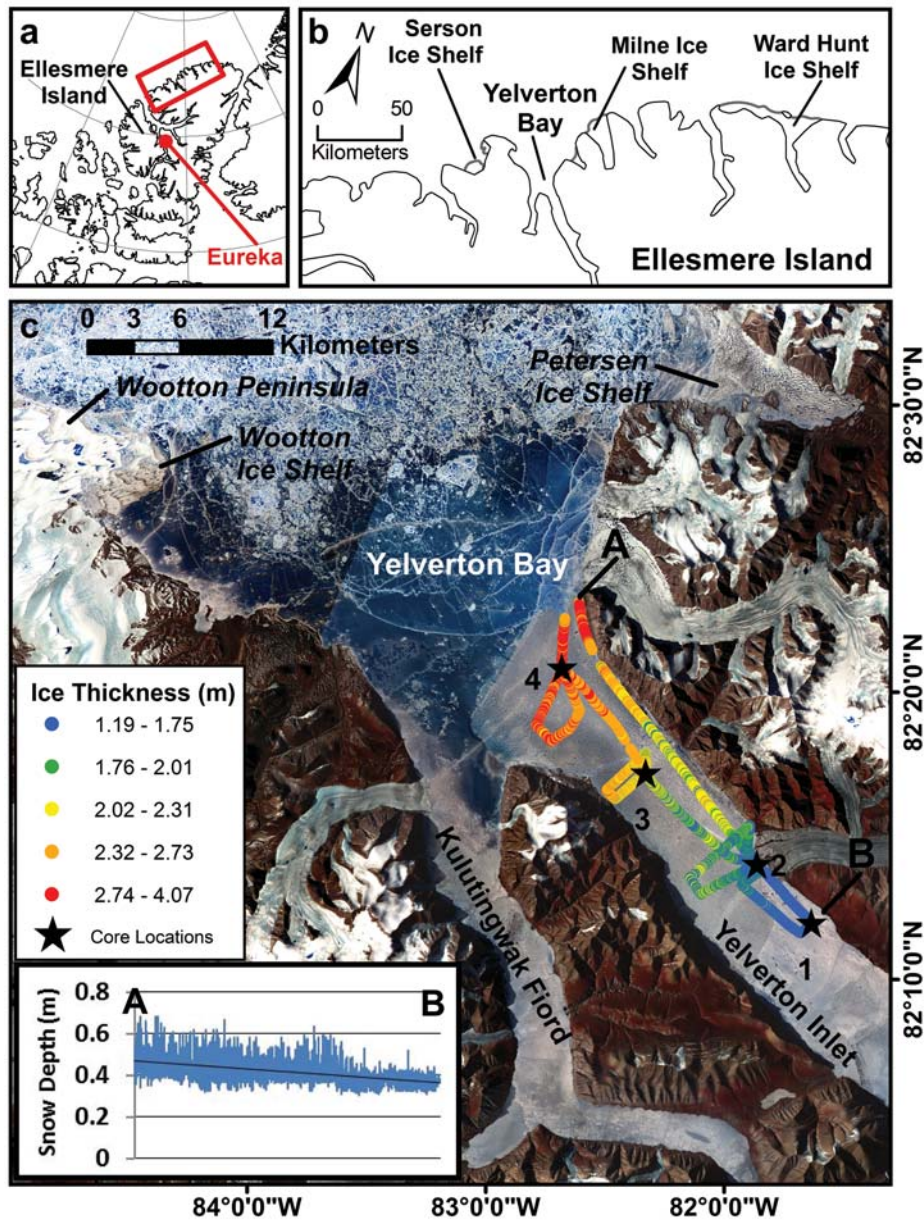 a
Ellesmere
Island
Eureka
b
N
0 50
Kilometers
Serson
Ice Shelf
Yelverton
Bay
Milne Ice
Shelf
Ward Hunt
Ice Shelf
Ellesmere Island
c
0 3 6 12
Kilometers
Wootton Peninsula
Wootton
Ice Shelf
Petersen
Ice Shelf
Yelverton Bay
A
4
3
2
B
1
Kulutingwak Fiord
Yelverton Inlet
Ice Thickness (m)
1.19 - 1.75
1.76 - 2.01
2.02 - 2.31
2.32 - 2.73
2.74 - 4.07
Core Locations
A B
Snow Depth (m)
0.8
0.6
0.4
0.2
0
82°30'0"N
82°20'0"N
82°10'0"N
84°0'0"W
83°0'0"W
82°0'0"W